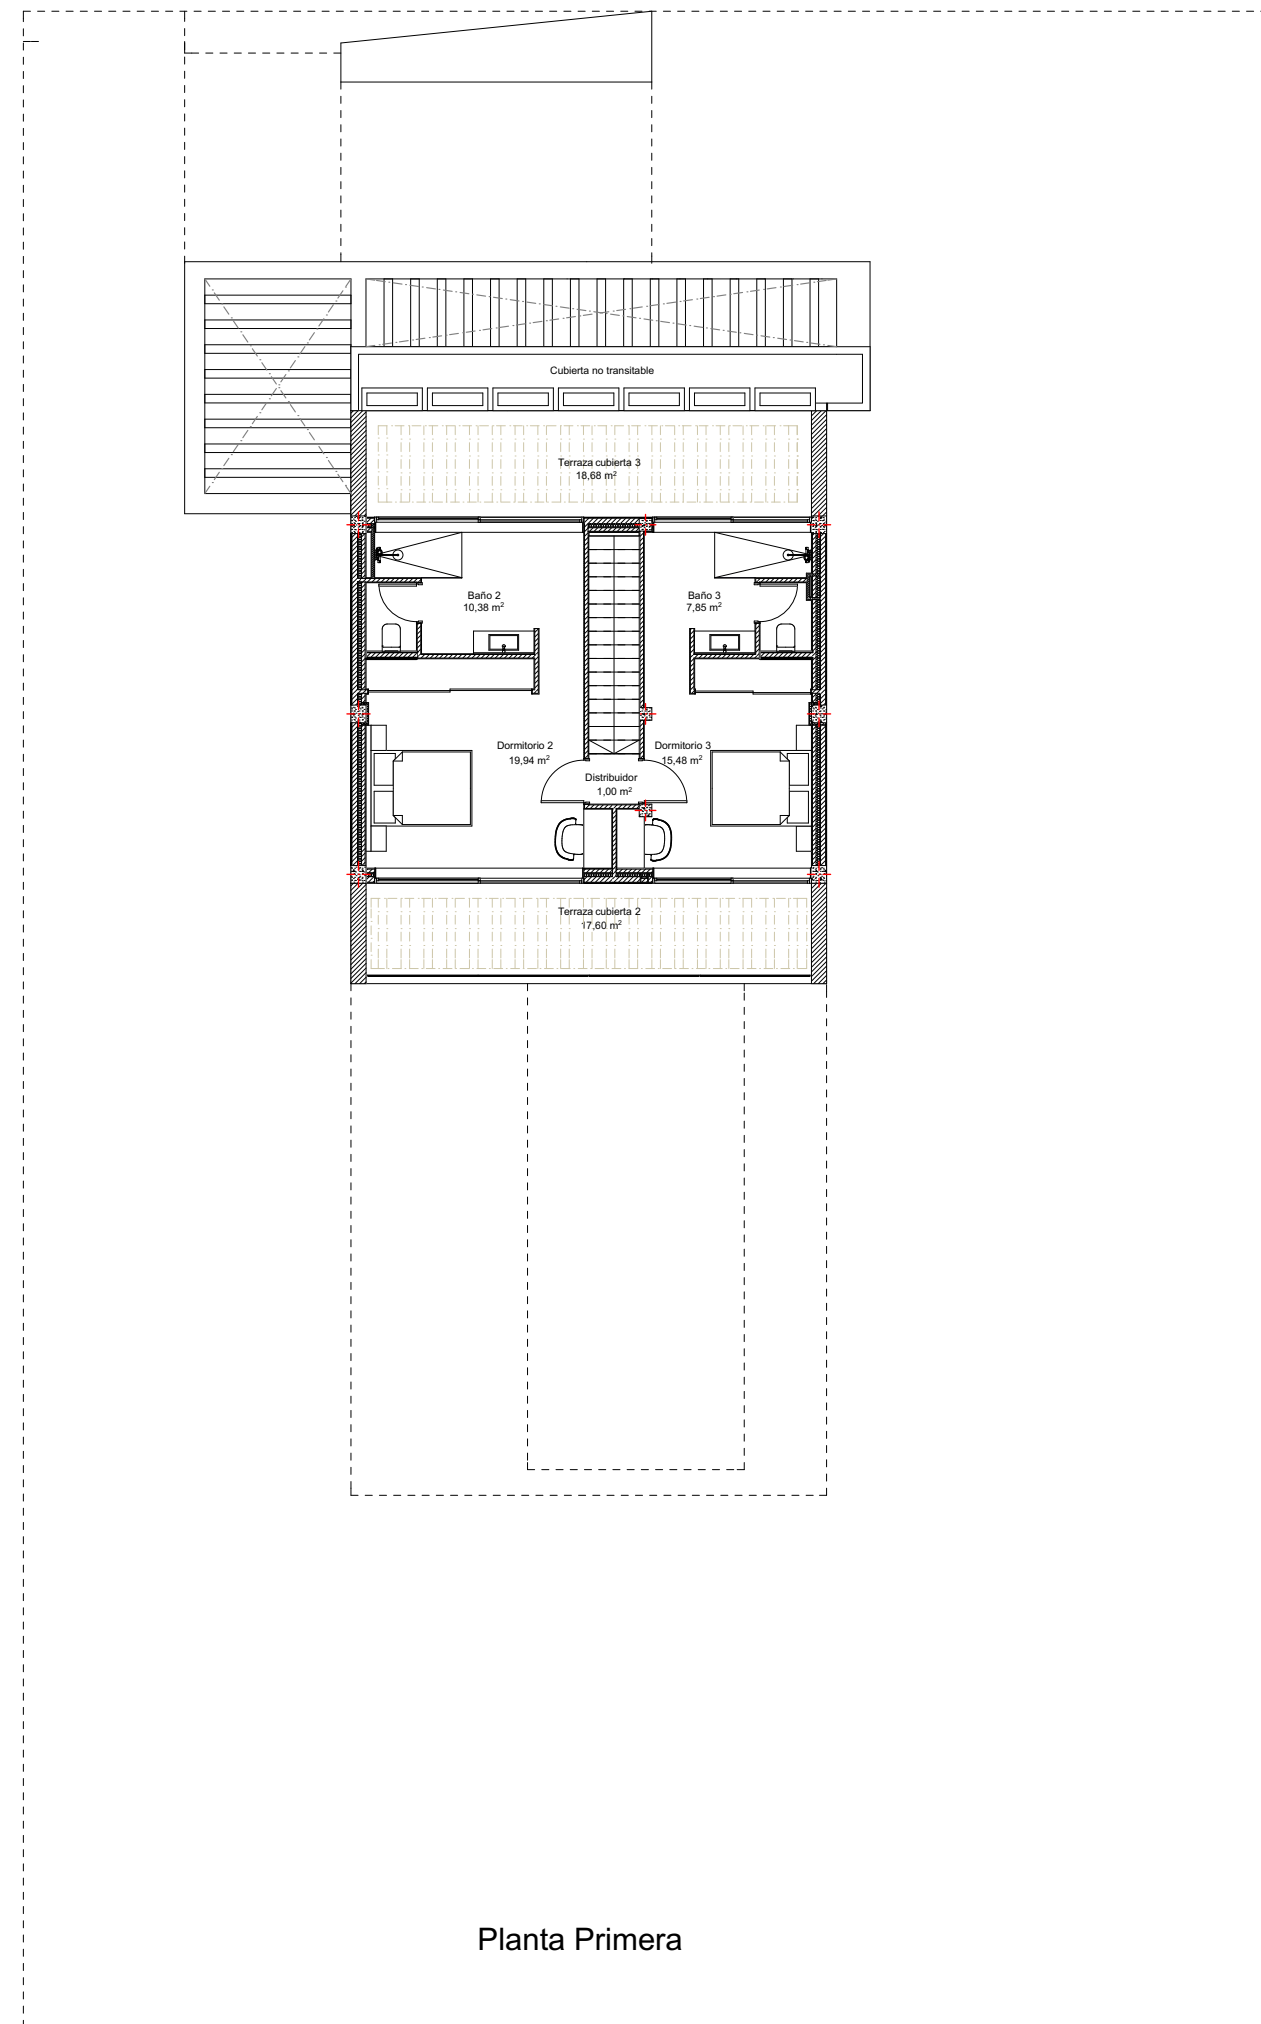 Cubierta no transitable
Terraza cubierta 3
18,68 m²
Baño 2
10,38 m²
Baño 3
7,85 m²
Dormitorio 2
19,94 m²
Dormitorio 3
15,48 m²
Distribuidor
1,00 m²
Terraza cubierta 2
17,60 m²
Planta Primera